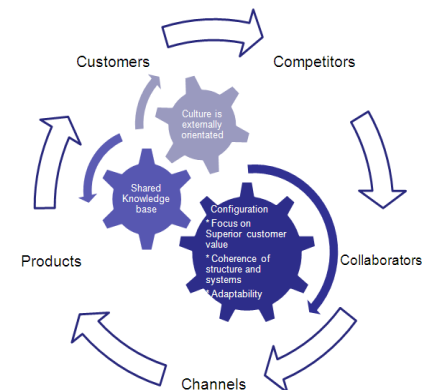 Customers
Competitors
Culture is
externally
orientated
Shared
Knowledge
base
Configuration
* Focus on
Superior customer
value
* Coherence of
structure and
systems
* Adaptability
Products
Collaborators
Channels